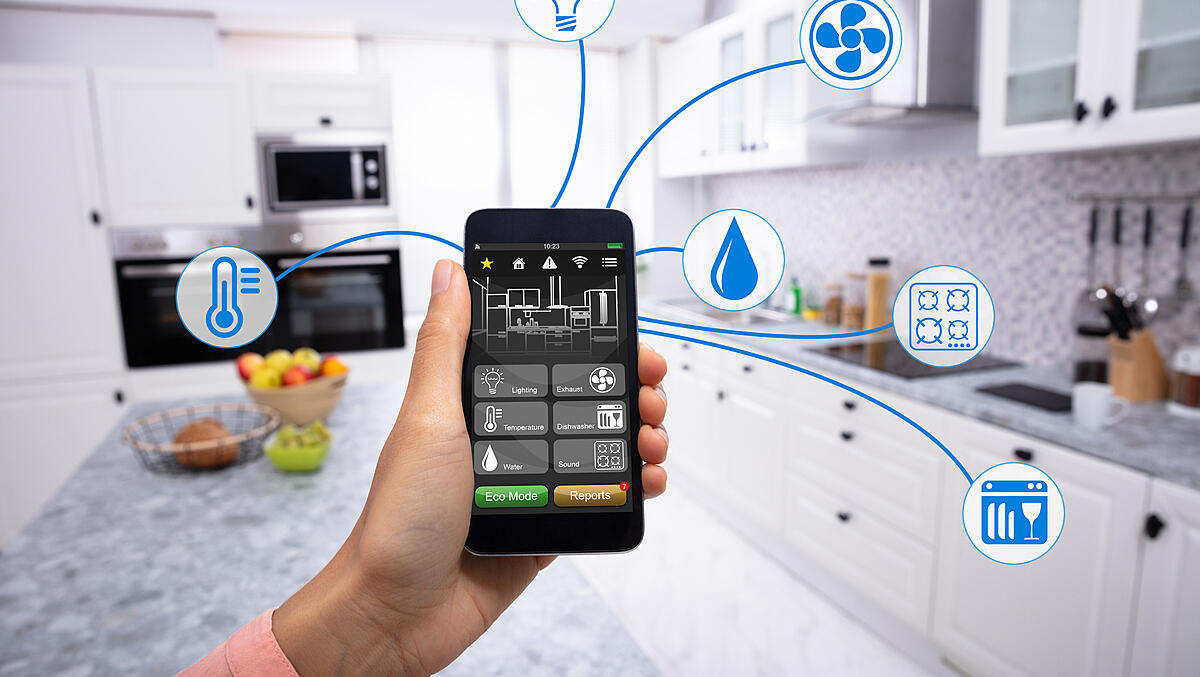 10:23
Lighting
Exhaust
Temperature
Dishwasher
Water
Sound
Eco Mode
Reports
7